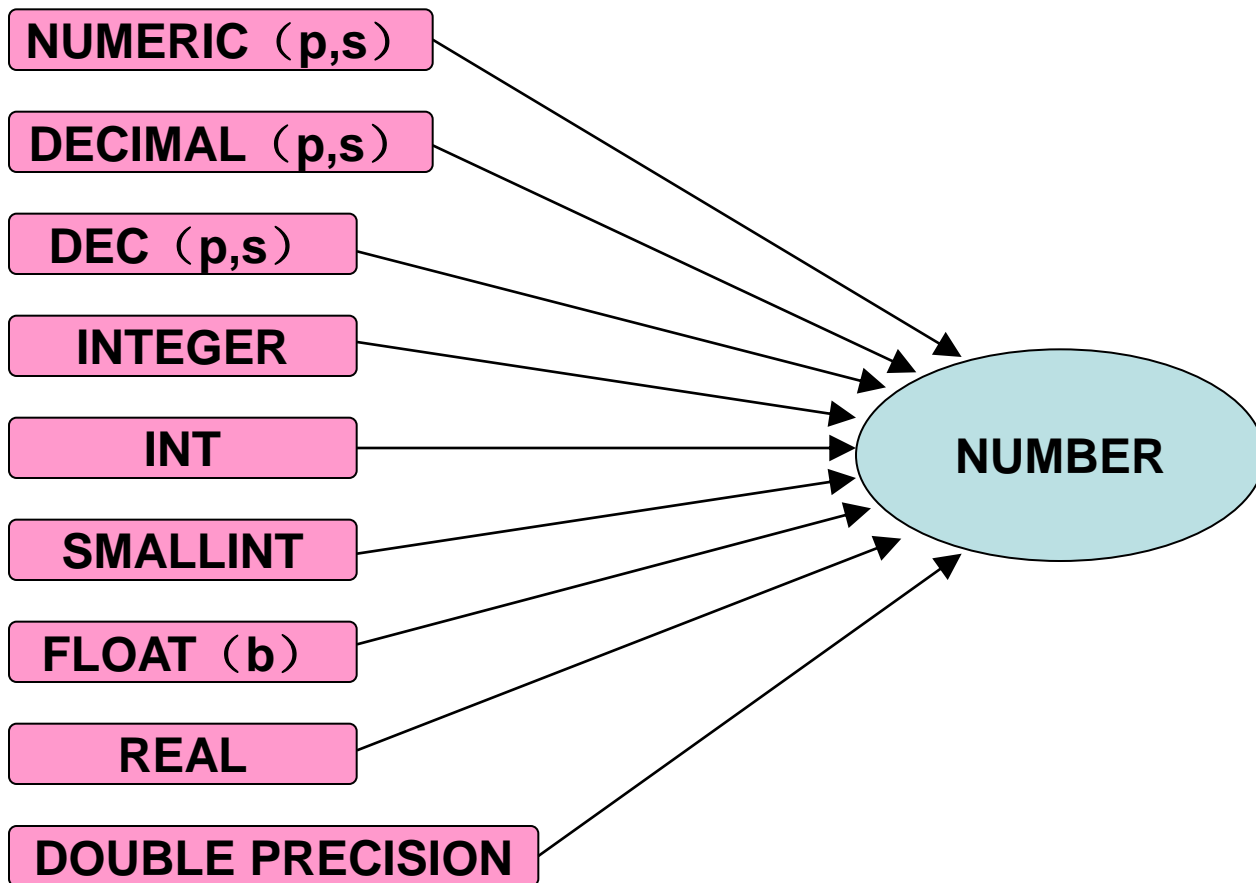 NUMERIC（p,s）
DECIMAL（p,s）
DEC（p,s）
INTEGER
INT
SMALLINT
FLOAT（b）
REAL
DOUBLE PRECISION
NUMBER